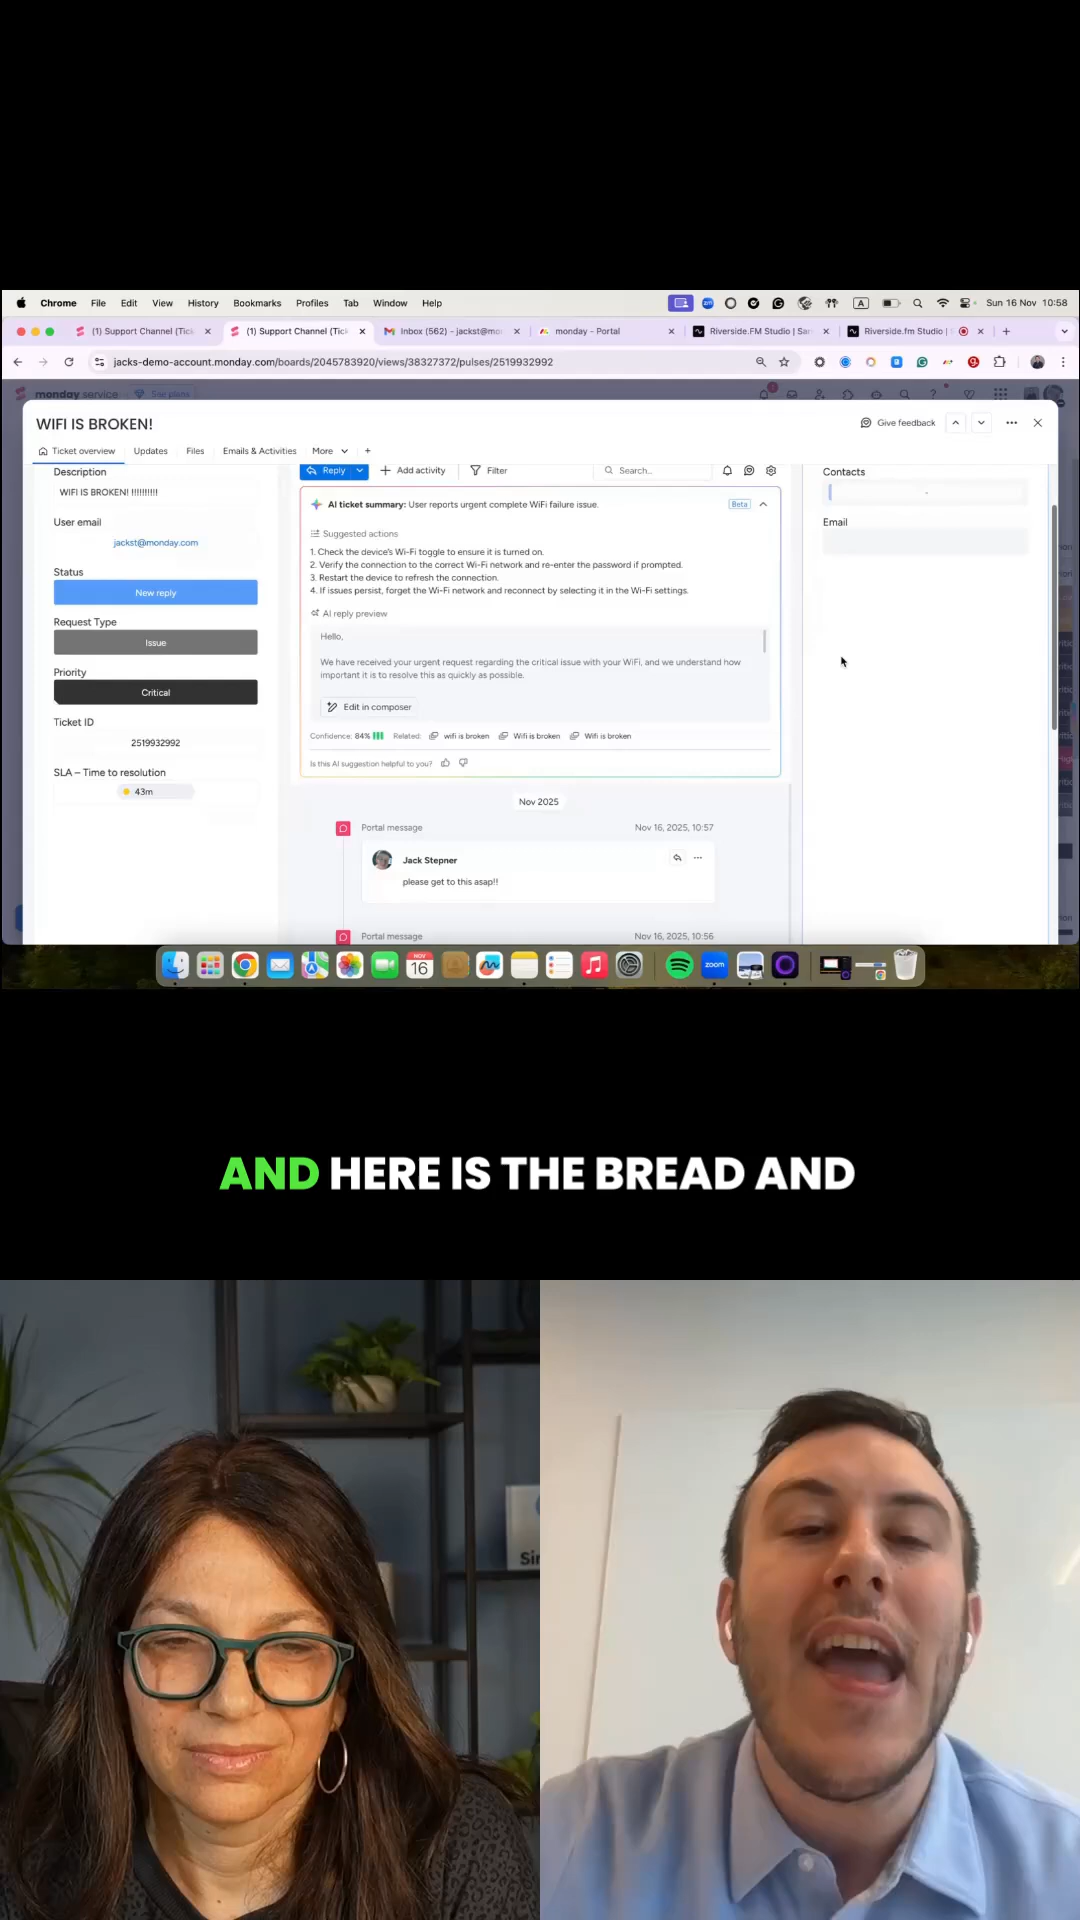 Chrome File Edit View History Bookmarks Profiles Tab Window Help
A
Sun 16 Nov 10:58
(1) Support Channel (Tick
(1) Support Channel (Tick
Inbox (562) - jackst@mo
monday - Portal
Riverside.FM Studio | Sa
Riverside.fm Studio |
jacks-demo-account.monday.com/boards/2045783920/views/38327372/pulses/2519932992
monday service
See plans
WIFI IS BROKEN!
Give feedback
Ticket overview
Updates
Files
Emails & Activities
More
Description
WIFI IS BROKEN! !!!!!!!!!!
User email
jackst@monday.com
Status
New reply
Request Type
Issue
Priority
Critical
Ticket ID
2519932992
SLA – Time to resolution
43m
Reply
Add activity
Filter
Search...
AI ticket summary: User reports urgent complete WiFi failure issue.
Beta
Suggested actions
1. Check the device's Wi-Fi toggle to ensure it is turned on.
2. Verify the connection to the correct Wi-Fi network and re-enter the password if prompted.
3. Restart the device to refresh the connection.
4. If issues persist, forget the Wi-Fi network and reconnect by selecting it in the Wi-Fi settings.
AI reply preview
Hello,
We have received your urgent request regarding the critical issue with your WiFi, and we understand how
important it is to resolve this as quickly as possible.
Edit in composer
Confidence: 84% Related: wifi is broken Wifi is broken Wifi is broken
Is this AI suggestion helpful to you?
Nov 2025
Portal message
Nov 16, 2025, 10:57
Jack Stepner
please get to this asap!!
Portal message
Nov 16, 2025, 10:56
Contacts
Email
NOV
16
zoom
AND HERE IS THE BREAD AND